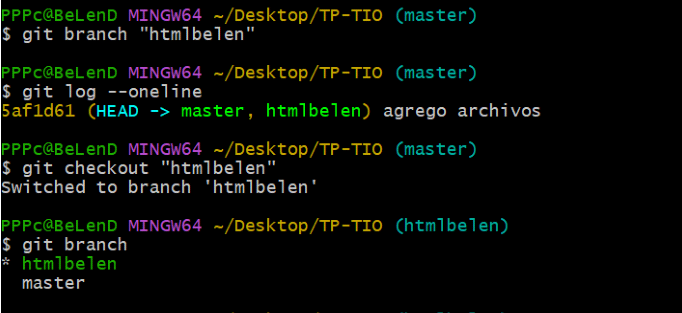 PPPc@BeLenD MINGW64 ~/Desktop/TP-TIO (master)
$ git branch "htmlbelen"
PPPc@BeLenD MINGW64 ~/Desktop/TP-TIO (master)
$ git log --oneline
5af1d61 (HEAD -> master, htmlbelen) agrego archivos
PPPc@BeLenD MINGW64 ~/Desktop/TP-TIO (master)
$ git checkout "htmlbelen"
Switched to branch 'htmlbelen'
PPPc@BeLenD MINGW64 ~/Desktop/TP-TIO (htmlbelen)
$ git branch
* htmlbelen
  master